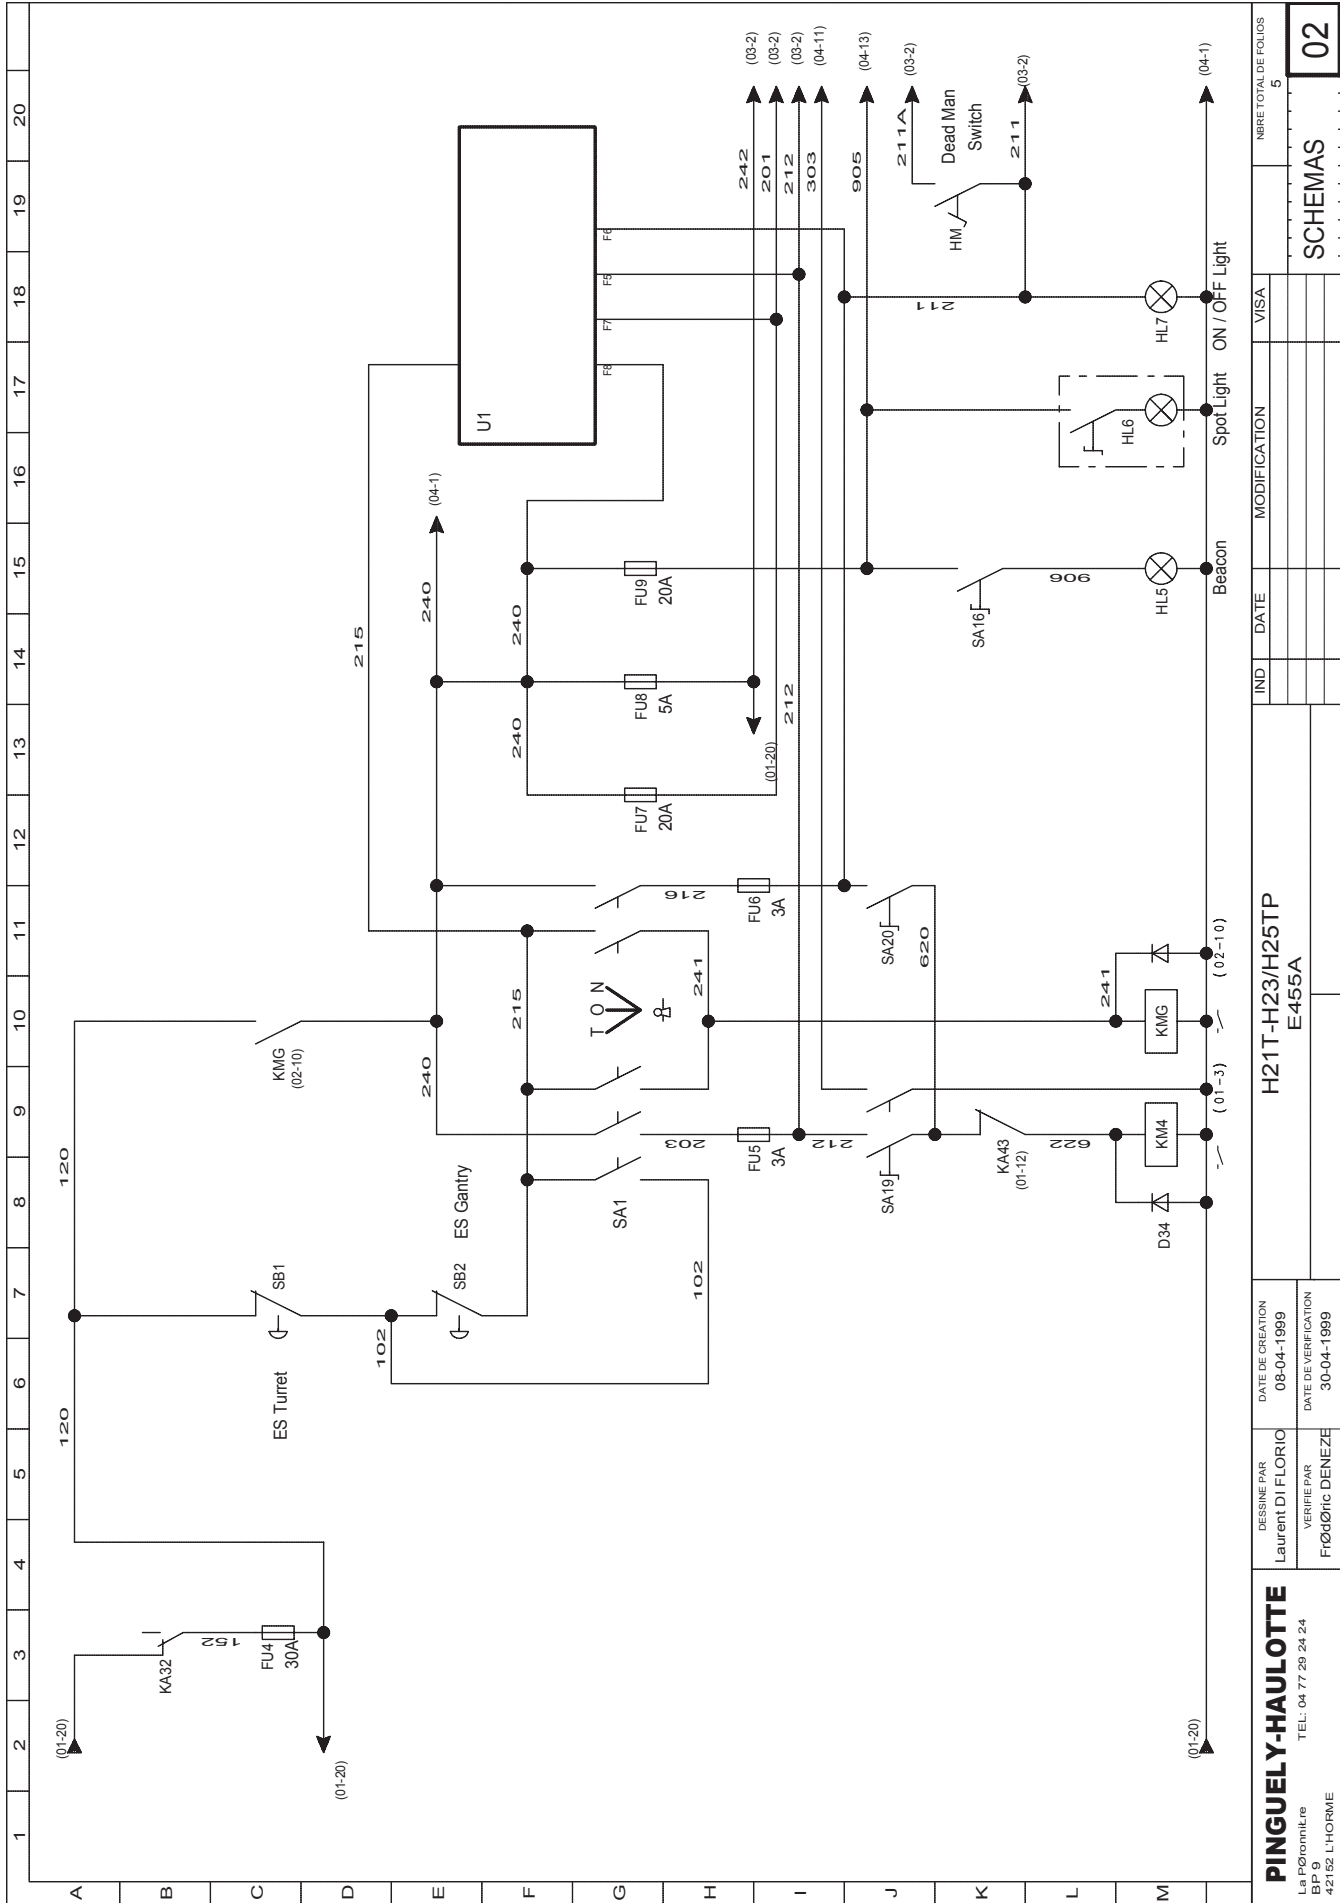 1 2 3 4 5 6 7 8 9 10 11 12 13 14 15 16 17 18 19 20
A
B
C
D
E
F
G
H
I
J
K
L
M
(01-20)
KA32
152
FU4
30A
(01-20)
120
120
ES Turret
SB1
102
SB2
ES Gantry
102
KMG
(02-10)
240
215
SA1
T O N
241
203
FU5
3A
212
SA19
KA43
(01-12)
622
D34
KM4
(01-3)
KMG
241
(02-10)
216
FU6
3A
SA20
620
215
240
(04-1)
240
240
FU7
20A
FU8
5A
FU9
20A
(01-20)
212
U1
F8
F7
F5
F6
242
(03-2)
201
(03-2)
212
(03-2)
303
(04-11)
905
(04-13)
211A
(03-2)
Dead Man
Switch
HM
211
(03-2)
211
SA16
906
HL5
Beacon
HL6
Spot Light
HL7
ON / OFF Light
(01-20)
(04-1)
PINGUELY-HAULOTTE
La PØronniŁre
BP 9
42152 L'HORME
TEL: 04 77 29 24 24
DESSINE PAR
Laurent DI FLORIO
VERIFIE PAR
FrØdØric DENEZE
DATE DE CREATION
08-04-1999
DATE DE VERIFICATION
30-04-1999
H21T-H23/H25TP
E455A
IND
DATE
MODIFICATION
VISA
NBRE TOTAL DE FOLIOS
5
SCHEMAS
02